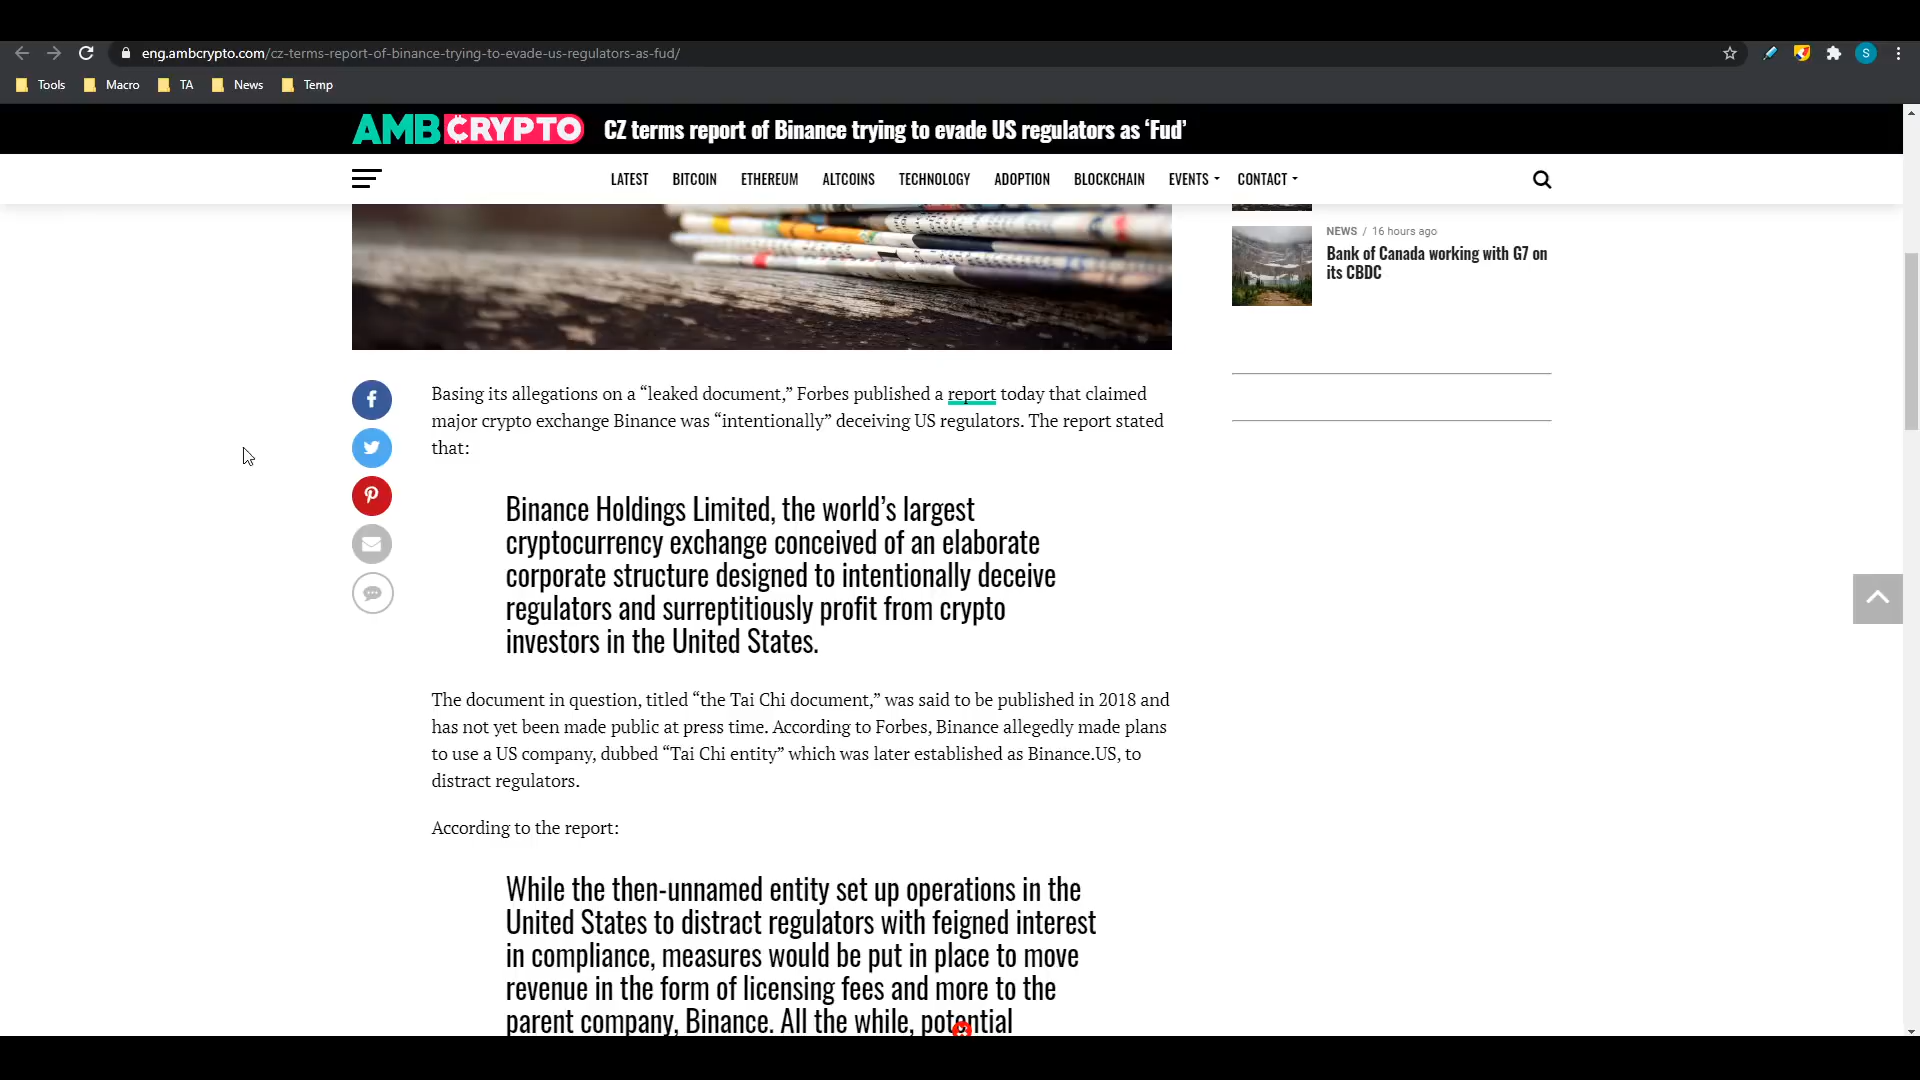 eng.ambcrypto.com/cz-terms-report-of-binance-trying-to-evade-us-regulators-as-fud/
S
Tools
Macro
TA
News
Temp
AMBCRYPTO
CZ terms report of Binance trying to evade US regulators as ‘Fud’
LATEST
BITCOIN
ETHEREUM
ALTCOINS
TECHNOLOGY
ADOPTION
BLOCKCHAIN
EVENTS
CONTACT
NEWS / 16 hours ago
Bank of Canada working with G7 on
its CBDC
Basing its allegations on a “leaked document,” Forbes published a report today that claimed
major crypto exchange Binance was “intentionally” deceiving US regulators. The report stated
that:
Binance Holdings Limited, the world’s largest
cryptocurrency exchange conceived of an elaborate
corporate structure designed to intentionally deceive
regulators and surreptitiously profit from crypto
investors in the United States.
The document in question, titled “the Tai Chi document,” was said to be published in 2018 and
has not yet been made public at press time. According to Forbes, Binance allegedly made plans
to use a US company, dubbed “Tai Chi entity” which was later established as Binance.US, to
distract regulators.
According to the report:
While the then-unnamed entity set up operations in the
United States to distract regulators with feigned interest
in compliance, measures would be put in place to move
revenue in the form of licensing fees and more to the
parent company, Binance. All the while, potential